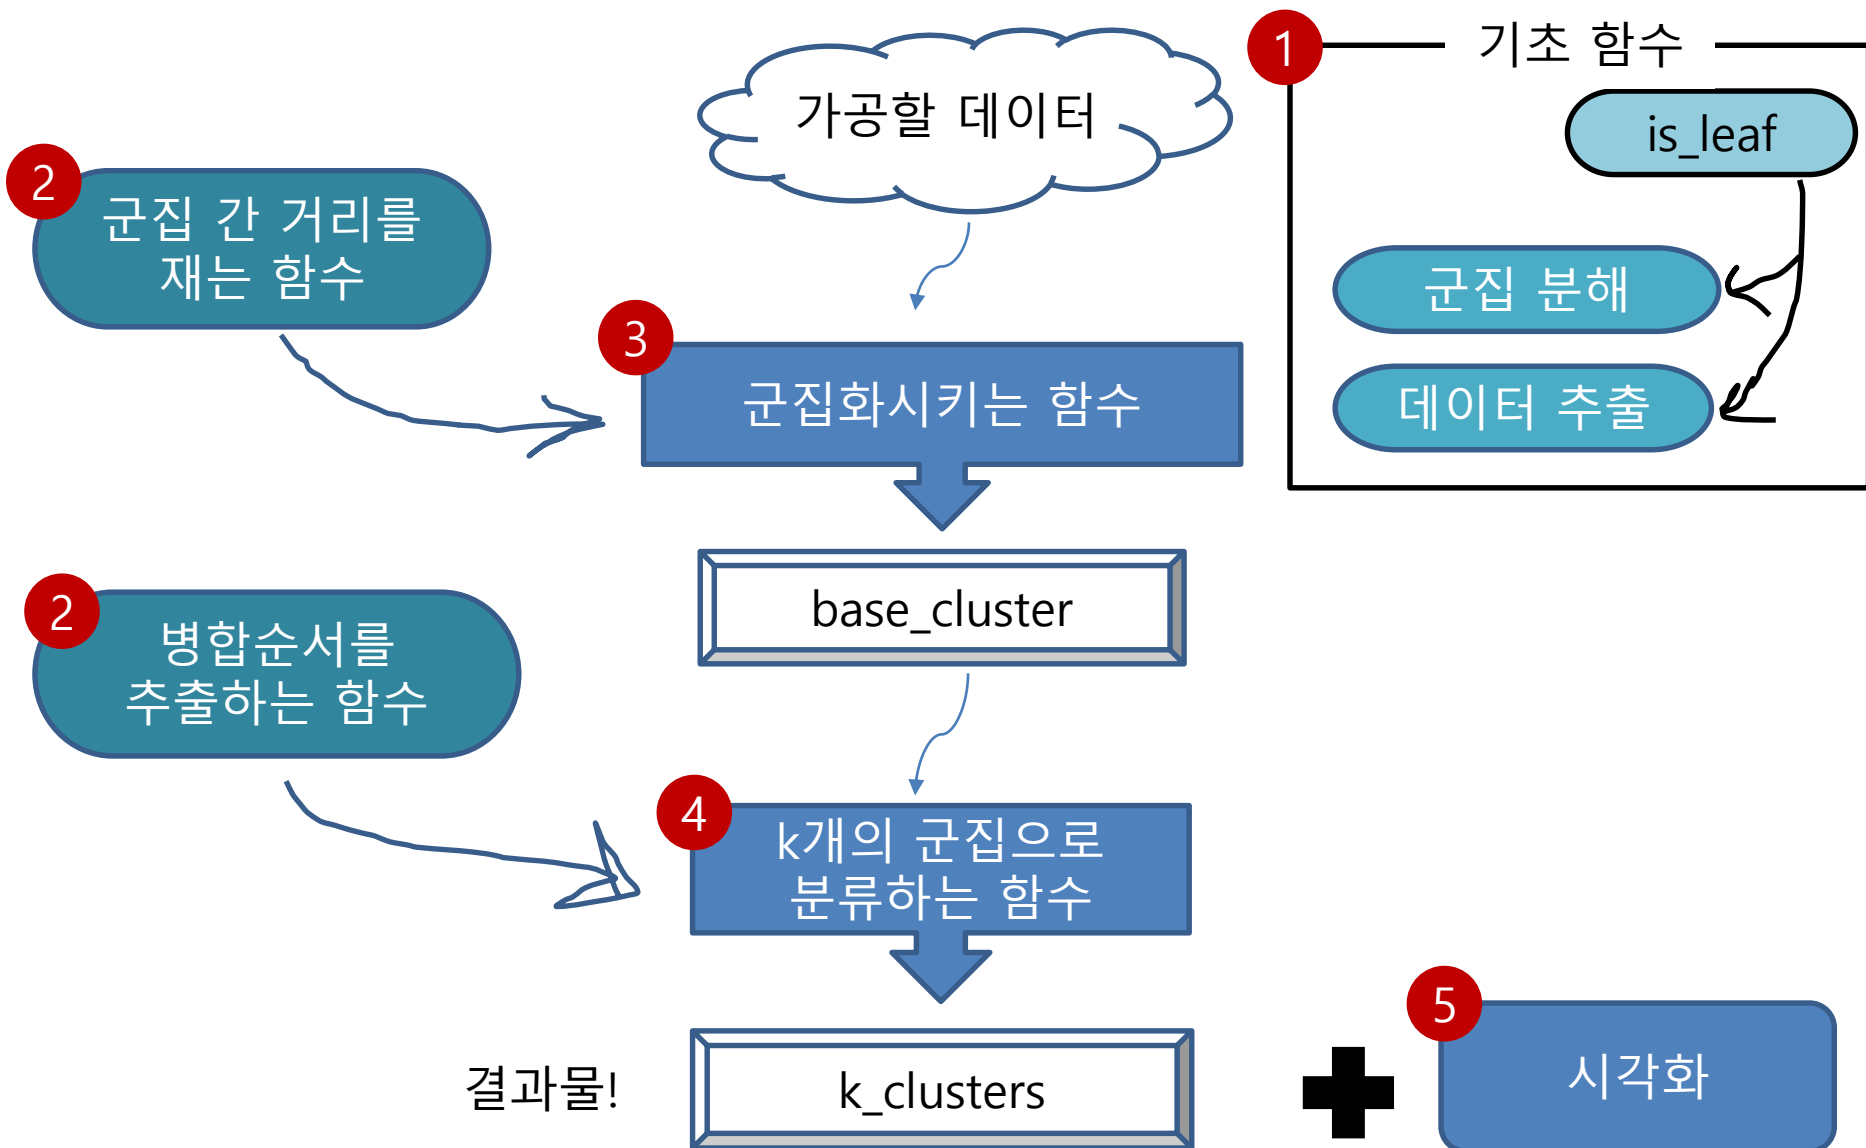 1
기초 함수
is_leaf
군집 분해
데이터 추출
가공할 데이터
2
군집 간 거리를
재는 함수
3
군집화시키는 함수
base_cluster
2
병합순서를
추출하는 함수
4
k개의 군집으로
분류하는 함수
결과물!
k_clusters
5
시각화